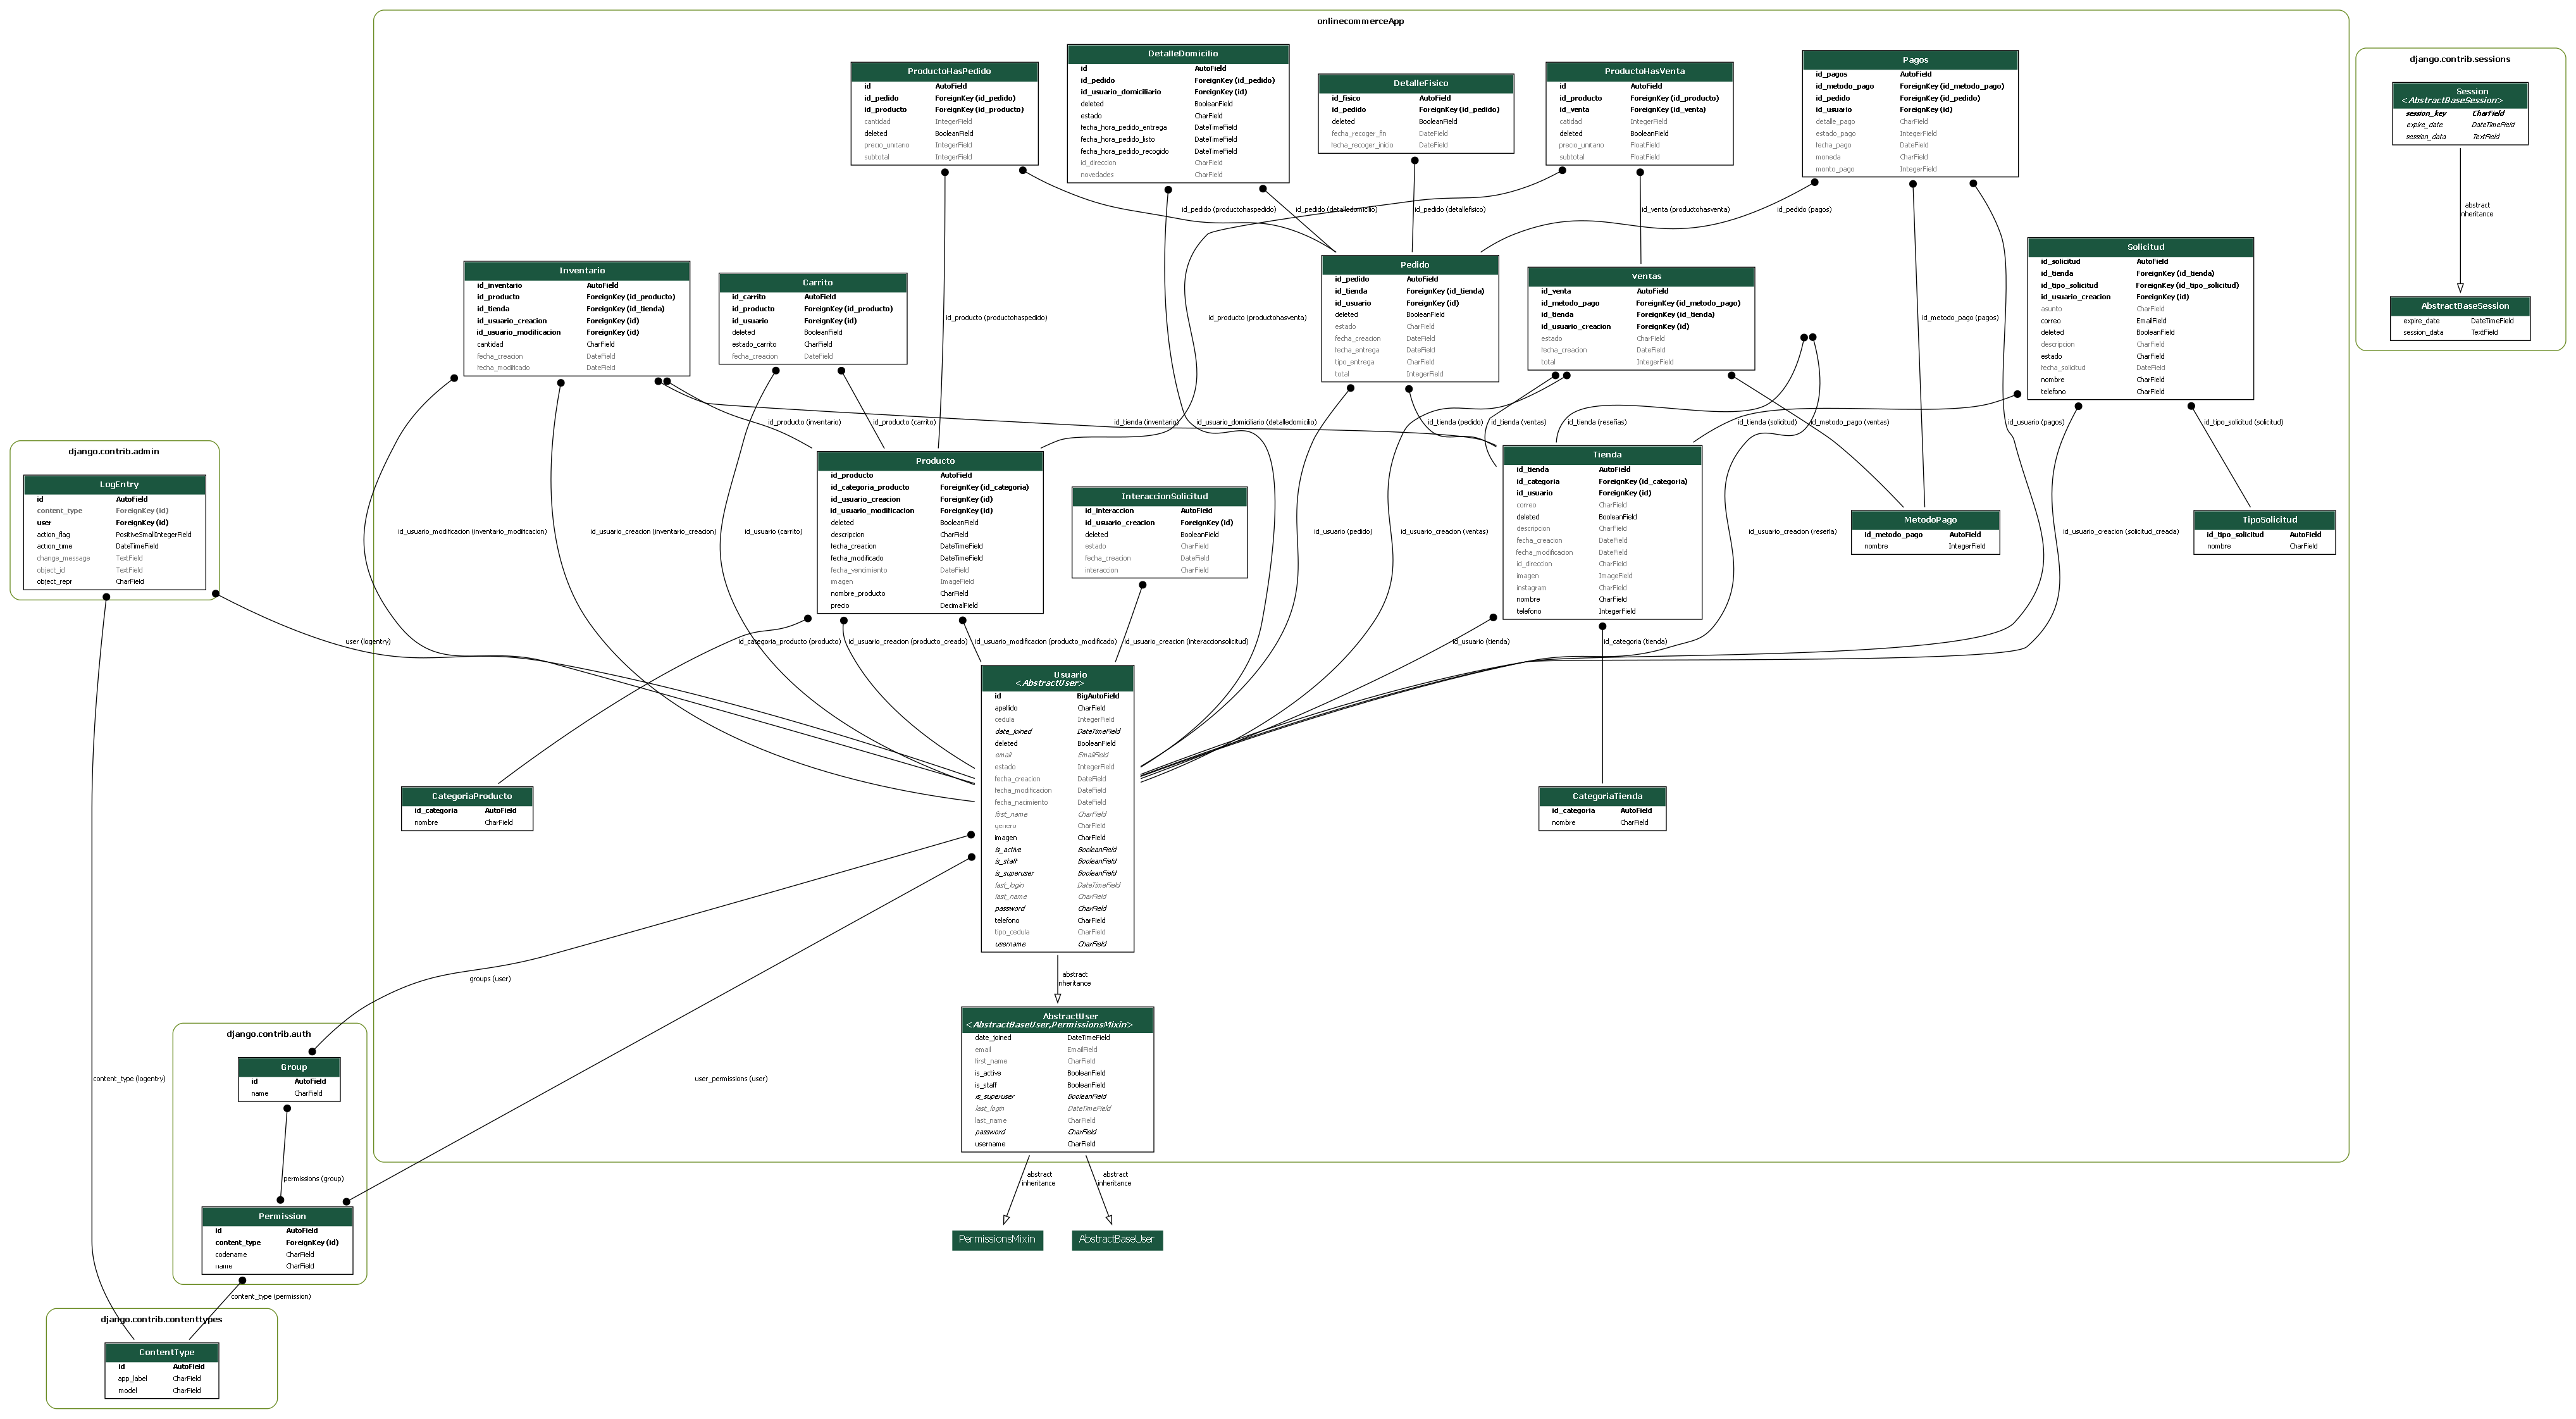 onlinecommerceApp
django.contrib.sessions
ProductoHasPedido
id AutoField
id_pedido ForeignKey (id_pedido)
id_producto ForeignKey (id_producto)
cantidad IntegerField
deleted BooleanField
precio_unitario IntegerField
subtotal IntegerField
DetalleDomicilio
id AutoField
id_pedido ForeignKey (id_pedido)
id_usuario_domiciliario ForeignKey (id)
deleted BooleanField
estado CharField
fecha_hora_pedido_entrega DateTimeField
fecha_hora_pedido_listo DateTimeField
fecha_hora_pedido_recogido DateTimeField
id_direccion CharField
novedades CharField
DetalleFisico
id_fisico AutoField
id_pedido ForeignKey (id_pedido)
deleted BooleanField
fecha_recoger_fin DateField
fecha_recoger_inicio DateField
ProductoHasVenta
id AutoField
id_producto ForeignKey (id_producto)
id_venta ForeignKey (id_venta)
catidad IntegerField
deleted BooleanField
precio_unitario FloatField
subtotal FloatField
Pagos
id_pagos AutoField
id_metodo_pago ForeignKey (id_metodo_pago)
id_pedido ForeignKey (id_pedido)
id_usuario ForeignKey (id)
detalle_pago CharField
estado_pago IntegerField
fecha_pago DateField
moneda CharField
monto_pago IntegerField
Session
<AbstractBaseSession>
session_key CharField
expire_date DateTimeField
session_data TextField
abstract
inheritance
AbstractBaseSession
expire_date DateTimeField
session_data TextField
id_pedido (productohaspedido)
id_pedido (detalledomicilio)
id_pedido (detallefisico)
id_venta (productohasventa)
id_pedido (pagos)
Inventario
id_inventario AutoField
id_producto ForeignKey (id_producto)
id_tienda ForeignKey (id_tienda)
id_usuario_creacion ForeignKey (id)
id_usuario_modificacion ForeignKey (id)
cantidad CharField
fecha_creacion DateField
fecha_modificado DateField
Carrito
id_carrito AutoField
id_producto ForeignKey (id_producto)
id_usuario ForeignKey (id)
deleted BooleanField
estado_carrito CharField
fecha_creacion DateField
id_producto (productohaspedido)
id_producto (productohasventa)
Pedido
id_pedido AutoField
id_tienda ForeignKey (id_tienda)
id_usuario ForeignKey (id)
deleted BooleanField
estado CharField
fecha_creacion DateField
fecha_entrega DateField
tipo_entrega CharField
total IntegerField
Ventas
id_venta AutoField
id_metodo_pago ForeignKey (id_metodo_pago)
id_tienda ForeignKey (id_tienda)
id_usuario_creacion ForeignKey (id)
estado CharField
fecha_creacion DateField
total IntegerField
id_metodo_pago (pagos)
Solicitud
id_solicitud AutoField
id_tienda ForeignKey (id_tienda)
id_tipo_solicitud ForeignKey (id_tipo_solicitud)
id_usuario_creacion ForeignKey (id)
asunto CharField
correo EmailField
deleted BooleanField
descripcion CharField
estado CharField
fecha_solicitud DateField
nombre CharField
telefono CharField
id_producto (inventario)
id_producto (carrito)
id_tienda (inventario)
id_usuario_domiciliario (detalledomicilio)
id_tienda (pedido)
id_tienda (ventas)
id_tienda (reseñas)
id_tienda (solicitud)
id_metodo_pago (ventas)
id_usuario (pagos)
id_tipo_solicitud (solicitud)
django.contrib.admin
LogEntry
id AutoField
content_type ForeignKey (id)
user ForeignKey (id)
action_flag PositiveSmallIntegerField
action_time DateTimeField
change_message TextField
object_id TextField
object_repr CharField
id_usuario_modificacion (inventario_modificacion)
id_usuario_creacion (inventario_creacion)
id_usuario (carrito)
Producto
id_producto AutoField
id_categoria_producto ForeignKey (id_categoria)
id_usuario_creacion ForeignKey (id)
id_usuario_modificacion ForeignKey (id)
deleted BooleanField
descripcion CharField
fecha_creacion DateTimeField
fecha_modificado DateTimeField
fecha_vencimiento DateField
imagen ImageField
nombre_producto CharField
precio DecimalField
InteraccionSolicitud
id_interaccion AutoField
id_usuario_creacion ForeignKey (id)
deleted BooleanField
estado CharField
fecha_creacion DateField
interaccion CharField
id_usuario (pedido)
id_usuario_creacion (ventas)
Tienda
id_tienda AutoField
id_categoria ForeignKey (id_categoria)
id_usuario ForeignKey (id)
correo CharField
deleted BooleanField
descripcion CharField
fecha_creacion DateField
fecha_modificacion DateField
id_direccion CharField
imagen ImageField
instagram CharField
nombre CharField
telefono IntegerField
id_usuario_creacion (reseña)
MetodoPago
id_metodo_pago AutoField
nombre IntegerField
id_usuario_creacion (solicitud_creada)
TipoSolicitud
id_tipo_solicitud AutoField
nombre CharField
user (logentry)
id_categoria_producto (producto)
id_usuario_creacion (producto_creado)
id_usuario_modificacion (producto_modificado)
id_usuario_creacion (interaccionsolicitud)
id_usuario (tienda)
id_categoria (tienda)
Usuario
<AbstractUser>
id BigAutoField
apellido CharField
cedula IntegerField
date_joined DateTimeField
deleted BooleanField
email EmailField
estado IntegerField
fecha_creacion DateField
fecha_modificacion DateField
fecha_nacimiento DateField
first_name CharField
genero CharField
imagen CharField
is_active BooleanField
is_staff BooleanField
is_superuser BooleanField
last_login DateTimeField
last_name CharField
password CharField
telefono CharField
tipo_cedula CharField
username CharField
CategoriaProducto
id_categoria AutoField
nombre CharField
CategoriaTienda
id_categoria AutoField
nombre CharField
groups (user)
abstract
inheritance
AbstractUser
<AbstractBaseUser,PermissionsMixin>
date_joined DateTimeField
email EmailField
first_name CharField
is_active BooleanField
is_staff BooleanField
is_superuser BooleanField
last_login DateTimeField
last_name CharField
password CharField
username CharField
django.contrib.auth
Group
id AutoField
name CharField
content_type (logentry)
user_permissions (user)
permissions (group)
abstract
inheritance
abstract
inheritance
Permission
id AutoField
content_type ForeignKey (id)
codename CharField
name CharField
PermissionsMixin
AbstractBaseUser
content_type (permission)
django.contrib.contenttypes
ContentType
id AutoField
app_label CharField
model CharField